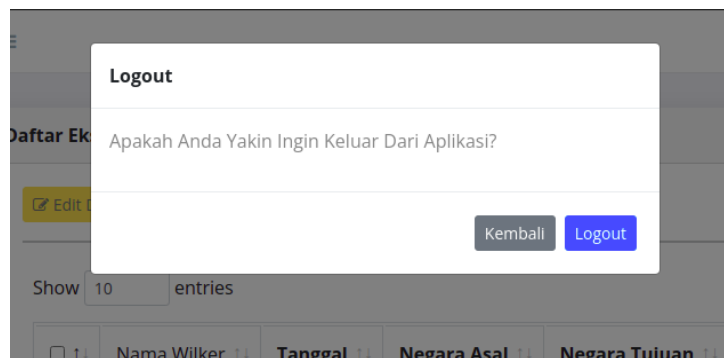 Logout
Apakah Anda Yakin Ingin Keluar Dari Aplikasi?
Kembali Logout
Daftar Eks
Edit D
Show 10 entries
Nama Wilker Tanggal Negara Asal Negara Tujuan